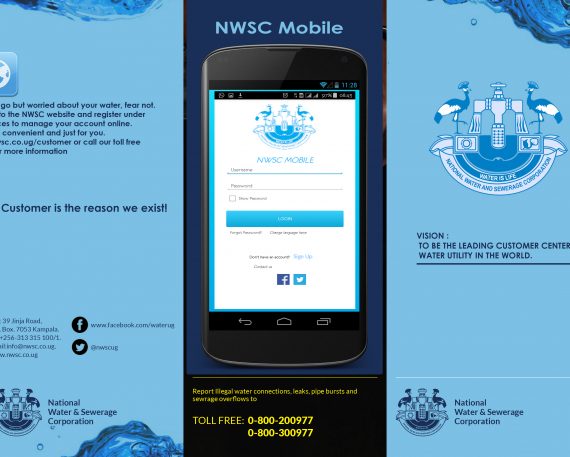 go but worried about your water, fear not.
to the NWSC website and register under
ces to manage your account online.
convenient and just for you.
sc.co.ug/customer or call our toll free
r more information
Customer is the reason we exist!
39 Jinja Road,
Box. 7053 Kampala,
+256-313 315 100/1.
il.info@nwsc.co.ug,
w.nwsc.co.ug
www.facebook.com/waterug
@nwscug
National
Water & Sewerage
Corporation
NWSC Mobile
11:28
97% 08:45
NWSC MOBILE
Username
Password
Show Password
LOGIN
Forgot Password? Change language here
Don't have an account? Sign Up
Contact us
Report Illegal water connections, leaks, pipe bursts and
sewrage overflows to
TOLL FREE: 0-800-200977
0-800-300977
WATER IS LIFE
NATIONAL WATER AND SEWERAGE CORPORATION
VISION :
TO BE THE LEADING CUSTOMER CENTER
WATER UTILITY IN THE WORLD.
National
Water & Sewerage
Corporation